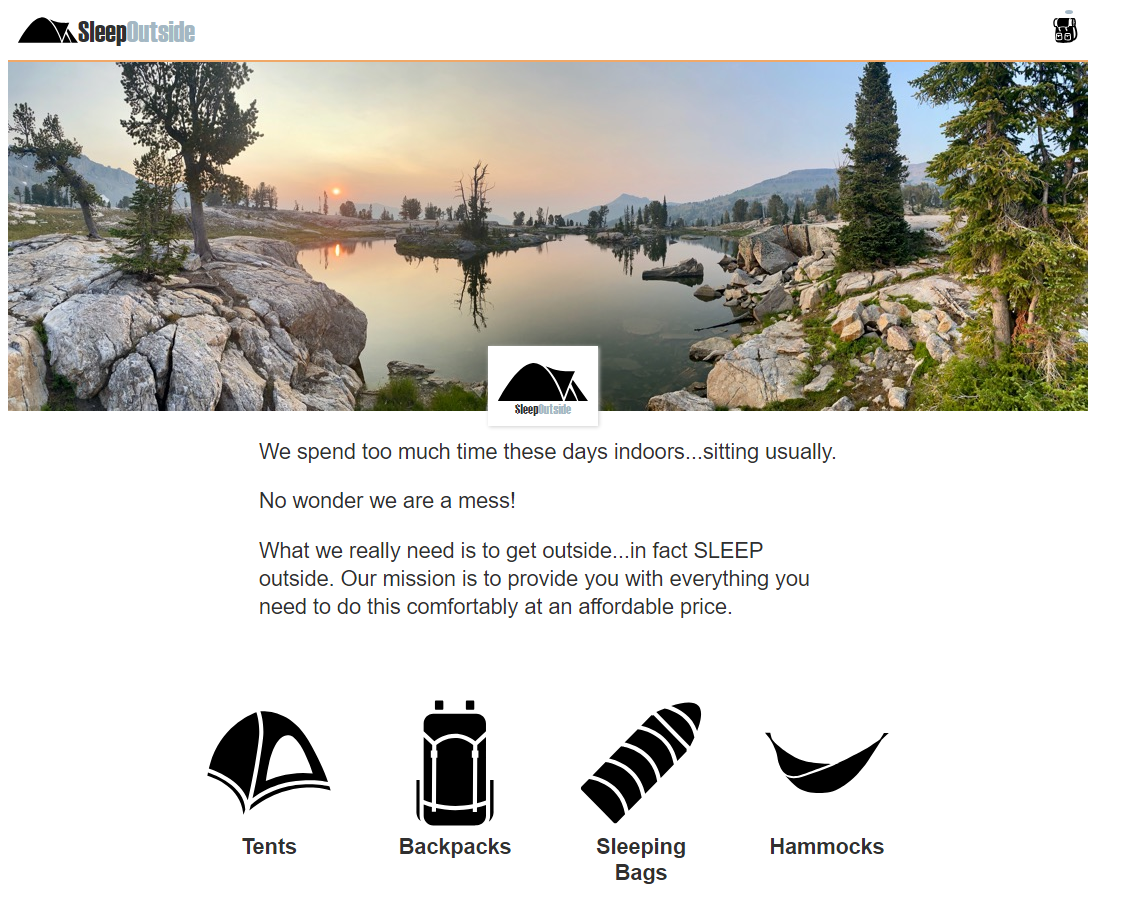 SleepOutside
SleepOutside
We spend too much time these days indoors...sitting usually.
No wonder we are a mess!
What we really need is to get outside...in fact SLEEP
outside. Our mission is to provide you with everything you
need to do this comfortably at an affordable price.
Tents
Backpacks
Sleeping
Bags
Hammocks